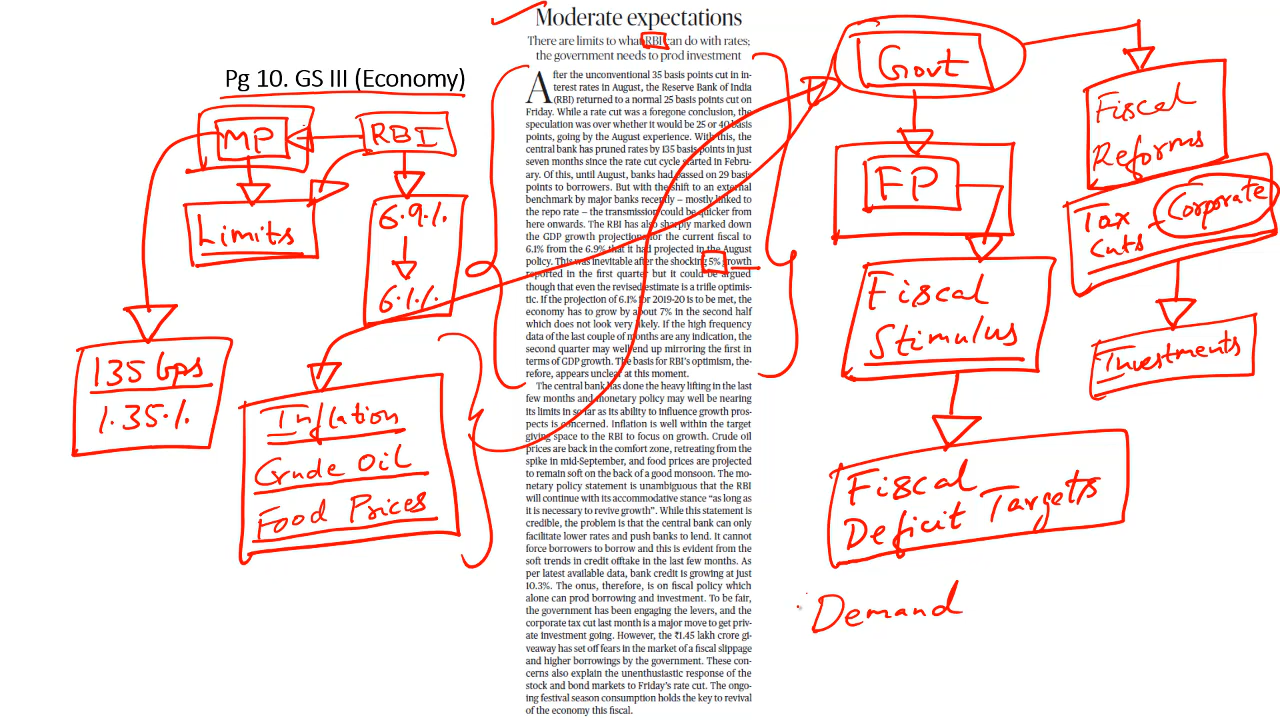 Pg 10. GS III (Economy)
MP
RBI
Limits
6.9.%
6.1.%
135 bps
1.35.%
Inflation
Crude Oil
Food Prices
Moderate expectations
There are limits to what RBI can do with rates;
the government needs to prod investment
After the unconventional 35 basis points cut in in-
terest rates in August, the Reserve Bank of India
(RBI) returned to a normal 25 basis points cut on
Friday. While a rate cut was a foregone conclusion, the
speculation was over whether it would be 25 or 40 basis
points, going by the August experience. With this, the
central bank has pruned rates by 135 basis points in just
seven months since the rate cut cycle started in Febru-
ary. Of this, until August, banks had passed on 29 basis
points to borrowers. But with the shift to an external
benchmark by major banks recently – mostly linked to
the repo rate – the transmission could be quicker from
here onwards. The RBI has also sharply marked down
the GDP growth projection for the current fiscal to
6.1% from the 6.9% that it had projected in the August
policy. This was inevitable after the shocking 5% growth
reported in the first quarter but it could be argued
though that even the revised estimate is a trifle optimis-
tic. If the projection of 6.1% for 2019-20 is to be met, the
economy has to grow by about 7% in the second half
which does not look very likely. If the high frequency
data of the last couple of months are any indication, the
second quarter may well end up mirroring the first in
terms of GDP growth. The basis for RBI's optimism, the-
refore, appears unclear at this moment.
The central bank has done the heavy lifting in the last
few months and monetary policy may well be nearing
its limits in so far as its ability to influence growth pros-
pects is concerned. Inflation is well within the target
giving space to the RBI to focus on growth. Crude oil
prices are back in the comfort zone, retreating from the
spike in mid-September, and food prices are projected
to remain soft on the back of a good monsoon. The mo-
netary policy statement is unambiguous that the RBI
will continue with its accommodative stance “as long as
it is necessary to revive growth”. While this statement is
credible, the problem is that the central bank can only
facilitate lower rates and push banks to lend. It cannot
force borrowers to borrow and this is evident from the
soft trends in credit offtake in the last few months. As
per latest available data, bank credit is growing at just
10.3%. The onus, therefore, is on fiscal policy which
alone can prod borrowing and investment. To be fair,
the government has been engaging the levers, and the
corporate tax cut last month is a major move to get priv-
ate investment going. However, the ₹1.45 lakh crore gi-
veaway has set off fears in the market of a fiscal slippage
and higher borrowings by the government. These con-
cerns also explain the unenthusiastic response of the
stock and bond markets to Friday's rate cut. The ongo-
ing festival season consumption holds the key to revival
of the economy this fiscal.
Govt
FP
Fiscal
Stimulus
Fiscal
Deficit Targets
Demand
Fiscal
Reforms
Tax
Cuts
- Corporate
Investments